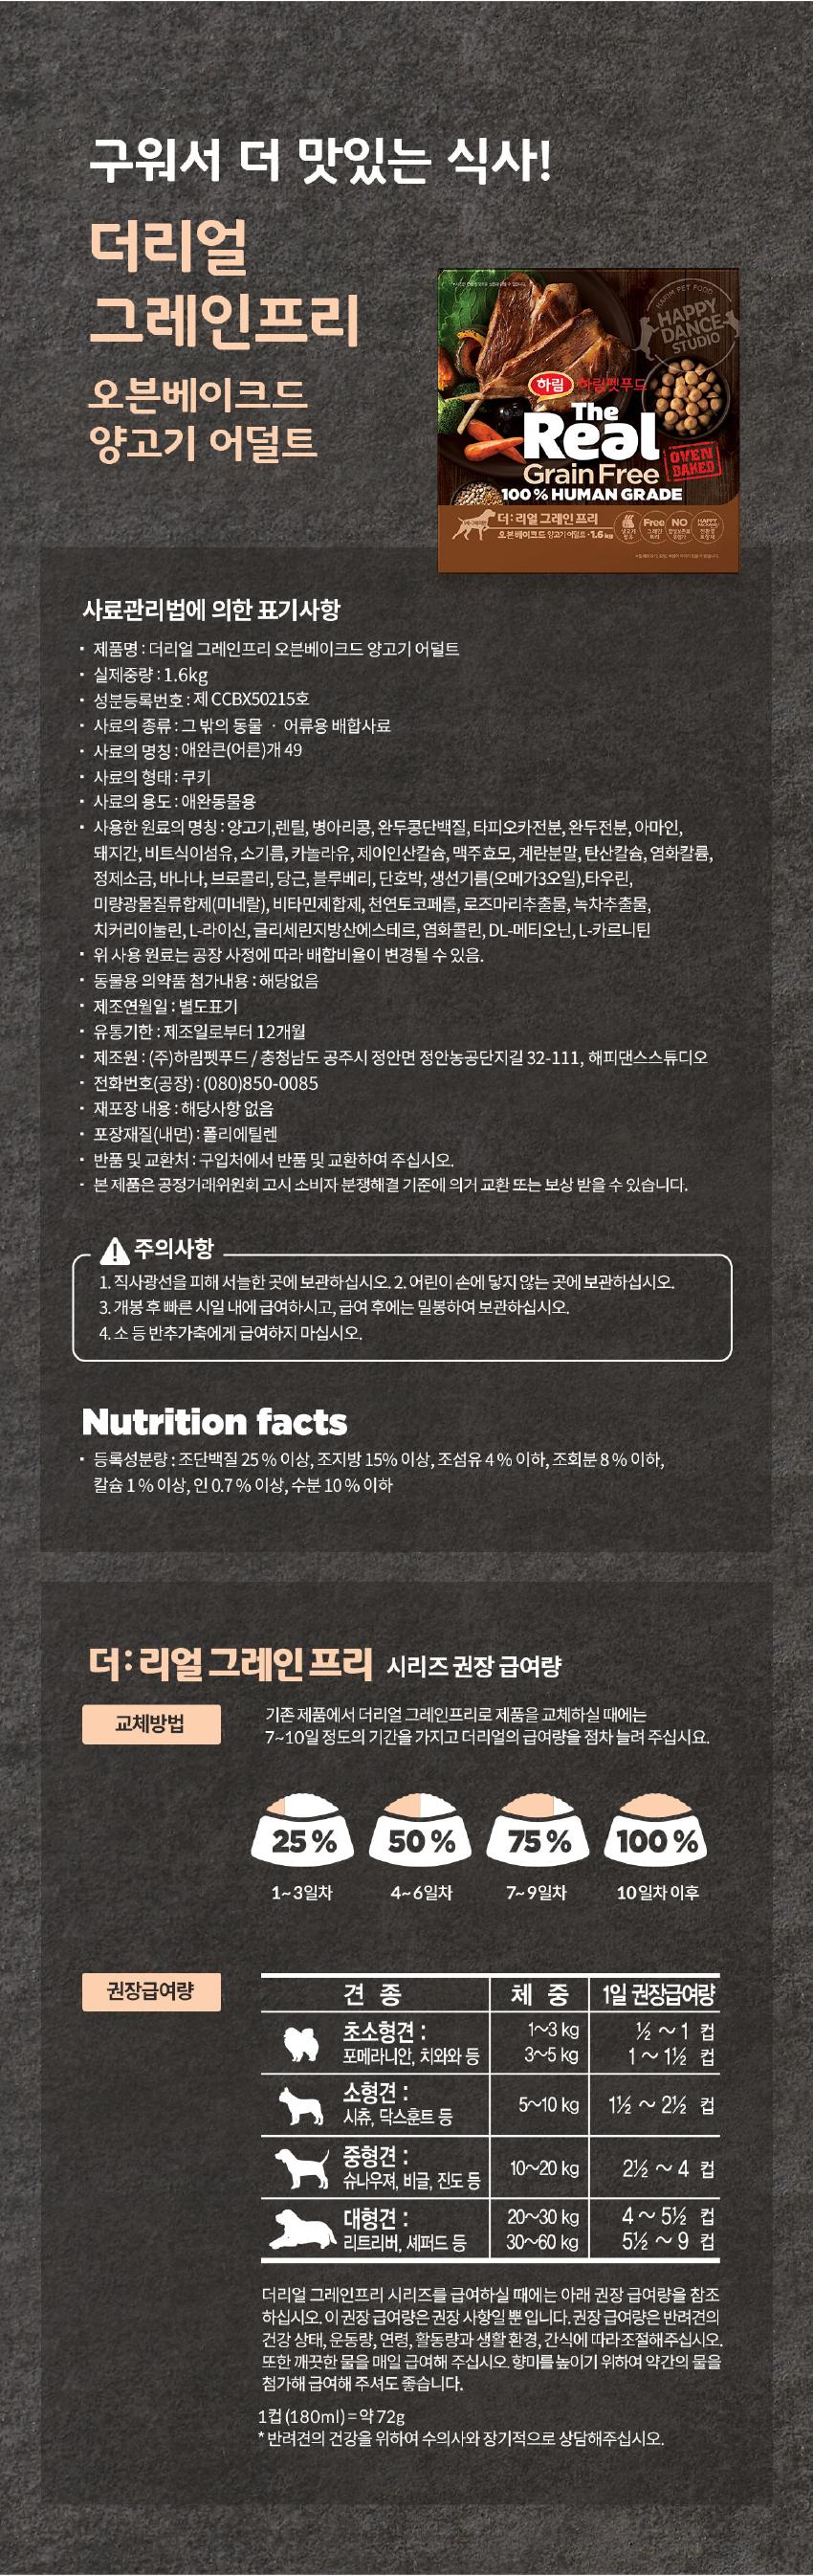 구워서 더 맛있는 식사!
더리얼
그레인프리
오븐베이크드
양고기 어덜트
HARIM PET FOOD
HAPPY
DANCE
STUDIO
하림 하림펫푸드
The
Real
Grain Free
OVEN
BAKED
100% HUMAN GRADE
더:리얼 그레인 프리
오븐베이크드 양고기 어덜트 · 1.6 kg
Free
NO
HAPPY
사료관리법에 의한 표기사항
· 제품명 : 더리얼 그레인프리 오븐베이크드 양고기 어덜트
· 실제중량 : 1.6kg
· 성분등록번호 : 제 CCBX50215호
· 사료의 종류 : 그 밖의 동물 · 어류용 배합사료
· 사료의 명칭 : 애완큰(어른)개 49
· 사료의 형태 : 쿠키
· 사료의 용도 : 애완동물용
· 사용한 원료의 명칭 : 양고기,렌틸, 병아리콩, 완두콩단백질, 타피오카전분, 완두전분, 아마인,
돼지간, 비트식이섬유, 소기름, 카놀라유, 제이인산칼슘, 맥주효모, 계란분말, 탄산칼슘, 염화칼륨,
정제소금, 바나나, 브로콜리, 당근, 블루베리, 단호박, 생선기름(오메가3오일),타우린,
미량광물질류합제(미네랄), 비타민제합제, 천연토코페롤, 로즈마리추출물, 녹차추출물,
치커리이눌린, L-라이신, 글리세린지방산에스테르, 염화콜린, DL-메티오닌, L-카르니틴
· 위 사용 원료는 공장 사정에 따라 배합비율이 변경될 수 있음.
· 동물용 의약품 첨가내용 : 해당없음
· 제조연월일 : 별도표기
· 유통기한 : 제조일로부터 12개월
· 제조원 : (주)하림펫푸드 / 충청남도 공주시 정안면 정안농공단지길 32-111, 해피댄스스튜디오
· 전화번호(공장) : (080)850-0085
· 재포장 내용 : 해당사항 없음
· 포장재질(내면) : 폴리에틸렌
· 반품 및 교환처 : 구입처에서 반품 및 교환하여 주십시오.
· 본 제품은 공정거래위원회 고시 소비자 분쟁해결 기준에 의거 교환 또는 보상 받을 수 있습니다.
주의사항
1. 직사광선을 피해 서늘한 곳에 보관하십시오. 2. 어린이 손에 닿지 않는 곳에 보관하십시오.
3. 개봉 후 빠른 시일 내에 급여하시고, 급여 후에는 밀봉하여 보관하십시오.
4. 소 등 반추가축에게 급여하지 마십시오.
Nutrition facts
· 등록성분량 : 조단백질 25 % 이상, 조지방 15% 이상, 조섬유 4 % 이하, 조회분 8 % 이하,
칼슘 1 % 이상, 인 0.7 % 이상, 수분 10 % 이하
더:리얼 그레인 프리 시리즈 권장 급여량
교체방법
기존 제품에서 더리얼 그레인프리로 제품을 교체하실 때에는
7~10일 정도의 기간을 가지고 더리얼의 급여량을 점차 늘려 주십시요.
25 % 50 % 75 % 100 %
1~3일차 4~6일차 7~9일차 10일차 이후
권장급여량
견 종 체 중 1일 권장급여량
초소형견 : 1~3 kg ½ ~ 1 컵
포메라니안, 치와와 등 3~5 kg 1 ~ 1½ 컵
소형견 :
시츄, 닥스훈트 등 5~10 kg 1½ ~ 2½ 컵
중형견 :
슈나우져, 비글, 진도 등 10~20 kg 2½ ~ 4 컵
대형견 : 20~30 kg 4 ~ 5½ 컵
리트리버, 셰퍼드 등 30~60 kg 5½ ~ 9 컵
더리얼 그레인프리 시리즈를 급여하실 때에는 아래 권장 급여량을 참조
하십시오. 이 권장 급여량은 권장 사항일 뿐 입니다. 권장 급여량은 반려견의
건강 상태, 운동량, 연령, 활동량과 생활 환경, 간식에 따라 조절해주십시오.
또한 깨끗한 물을 매일 급여해 주십시오. 향미를 높이기 위하여 약간의 물을
첨가해 급여해 주셔도 좋습니다.
1컵 (180ml) = 약 72g
* 반려견의 건강을 위하여 수의사와 장기적으로 상담해주십시오.